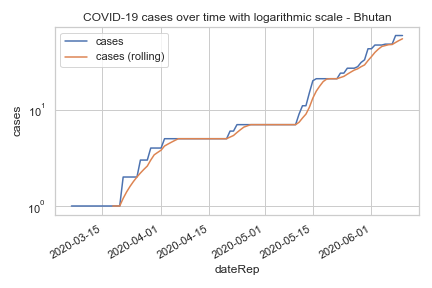 COVID-19 cases over time with logarithmic scale - Bhutan
cases
cases (rolling)
cases
10¹
10⁰
2020-03-15
2020-04-01
2020-04-15
2020-05-01
2020-05-15
2020-06-01
dateRep